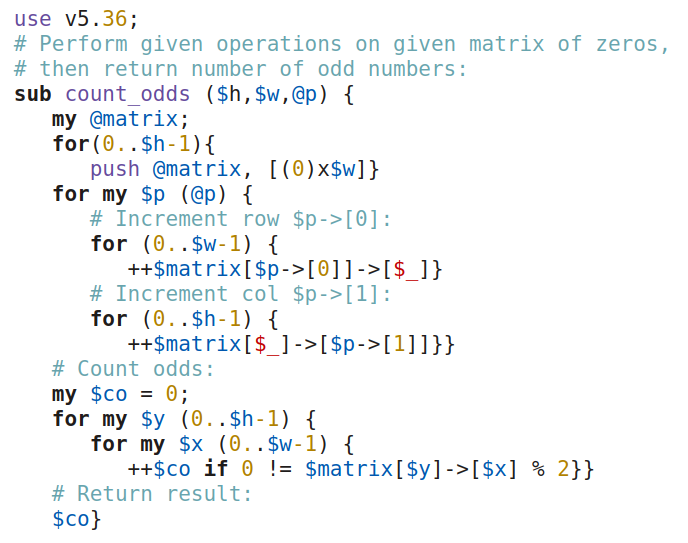 use v5.36;
# Perform given operations on given matrix of zeros,
# then return number of odd numbers:
sub count_odds ($h,$w,@p) {
   my @matrix;
   for(0..$h-1){
      push @matrix, [(0)x$w]}
   for my $p (@p) {
      # Increment row $p->[0]:
      for (0..$w-1) {
         ++$matrix[$p->[0]]->[$_]}
      # Increment col $p->[1]:
      for (0..$h-1) {
         ++$matrix[$_]->[$p->[1]]}}
   # Count odds:
   my $co = 0;
   for my $y (0..$h-1) {
      for my $x (0..$w-1) {
         ++$co if 0 != $matrix[$y]->[$x] % 2}}
   # Return result:
   $co}